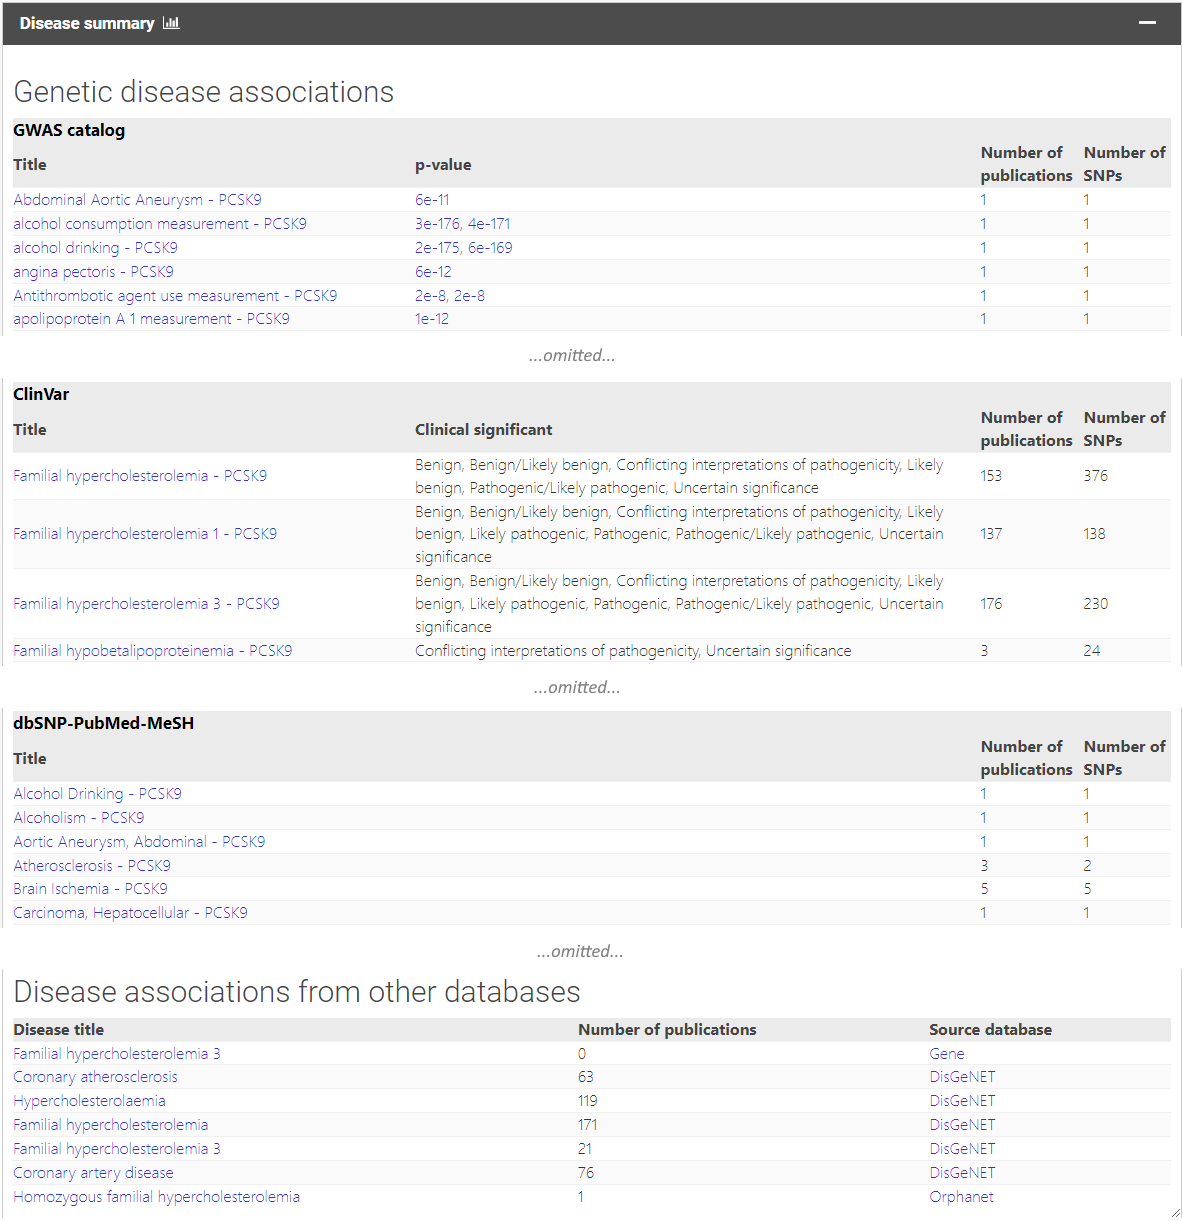 Disease summary
Genetic disease associations
GWAS catalog
Title p-value Number of publications Number of SNPs
Abdominal Aortic Aneurysm - PCSK9 6e-11 1 1
alcohol consumption measurement - PCSK9 3e-176, 4e-171 1 1
alcohol drinking - PCSK9 2e-175, 6e-169 1 1
angina pectoris - PCSK9 6e-12 1 1
Antithrombotic agent use measurement - PCSK9 2e-8, 2e-8 1 1
apolipoprotein A 1 measurement - PCSK9 1e-12 1 1
...omitted...
ClinVar
Title Clinical significant Number of publications Number of SNPs
Familial hypercholesterolemia - PCSK9 Benign, Benign/Likely benign, Conflicting interpretations of pathogenicity, Likely
benign, Pathogenic/Likely pathogenic, Uncertain significance 153 376
Familial hypercholesterolemia 1 - PCSK9 Benign, Benign/Likely benign, Conflicting interpretations of pathogenicity, Likely
benign, Likely pathogenic, Pathogenic, Pathogenic/Likely pathogenic, Uncertain
significance 137 138
Familial hypercholesterolemia 3 - PCSK9 Benign, Benign/Likely benign, Conflicting interpretations of pathogenicity, Likely
benign, Likely pathogenic, Pathogenic, Pathogenic/Likely pathogenic, Uncertain
significance 176 230
Familial hypobetalipoproteinemia - PCSK9 Conflicting interpretations of pathogenicity, Uncertain significance 3 24
...omitted...
dbSNP-PubMed-MeSH
Title Number of publications Number of SNPs
Alcohol Drinking - PCSK9 1 1
Alcoholism - PCSK9 1 1
Aortic Aneurysm, Abdominal - PCSK9 1 1
Atherosclerosis - PCSK9 3 2
Brain Ischemia - PCSK9 5 5
Carcinoma, Hepatocellular - PCSK9 1 1
...omitted...
Disease associations from other databases
Disease title Number of publications Source database
Familial hypercholesterolemia 3 0 Gene
Coronary atherosclerosis 63 DisGeNET
Hypercholesterolaemia 119 DisGeNET
Familial hypercholesterolemia 171 DisGeNET
Familial hypercholesterolemia 3 21 DisGeNET
Coronary artery disease 76 DisGeNET
Homozygous familial hypercholesterolemia 1 Orphanet